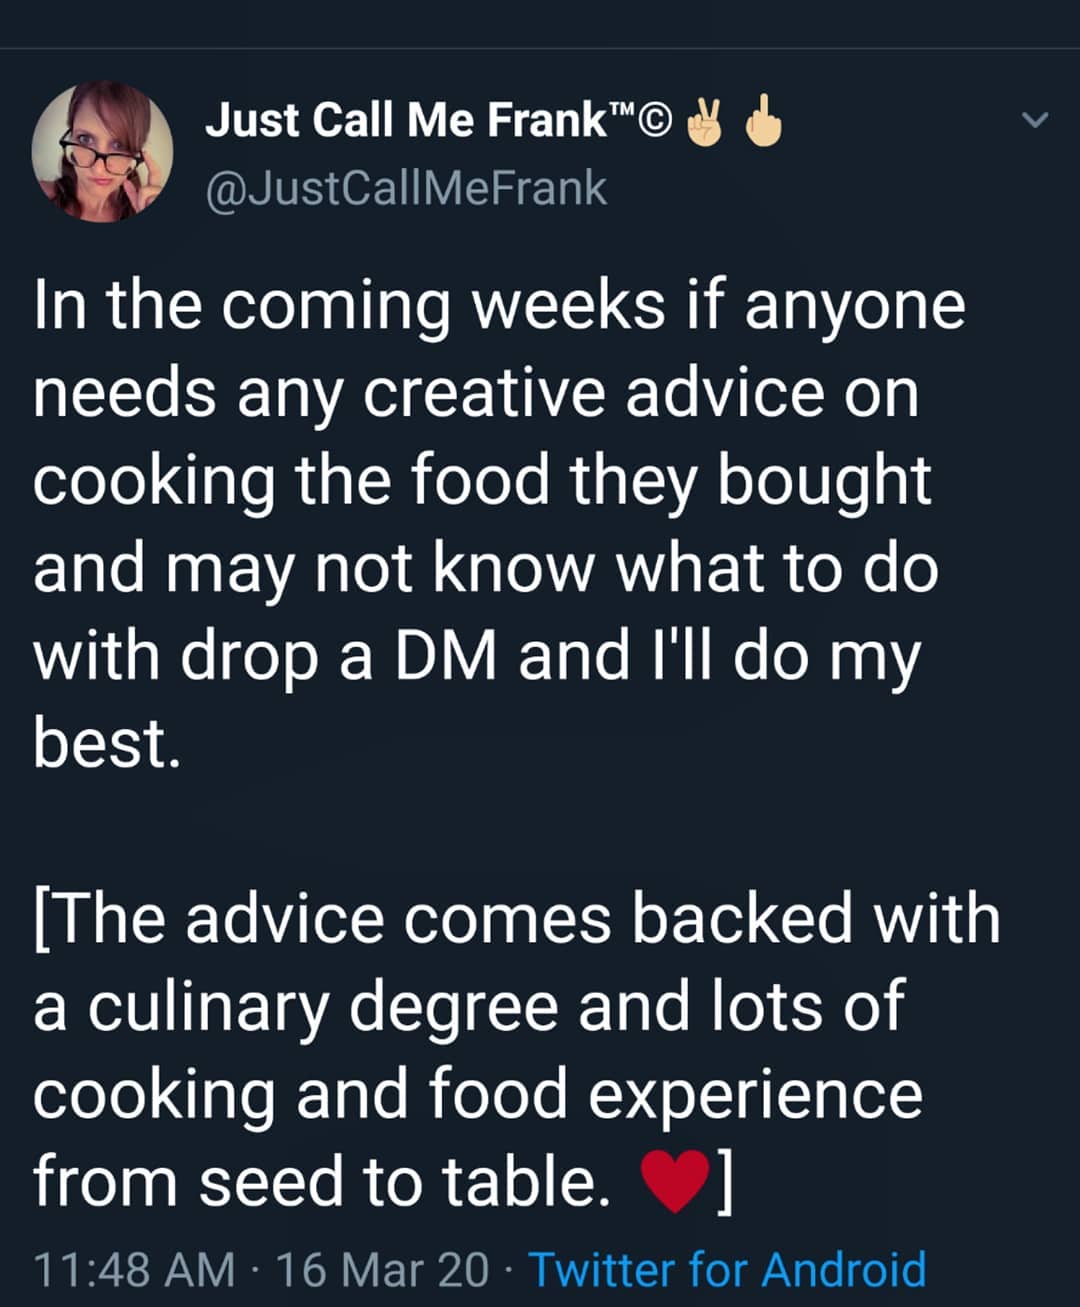 Just Call Me Frank™©✌🏼🖕🏼
@JustCallMeFrank
In the coming weeks if anyone
needs any creative advice on
cooking the food they bought
and may not know what to do
with drop a DM and I'll do my
best.
[The advice comes backed with
a culinary degree and lots of
cooking and food experience
from seed to table. ❤️]
11:48 AM · 16 Mar 20 · Twitter for Android